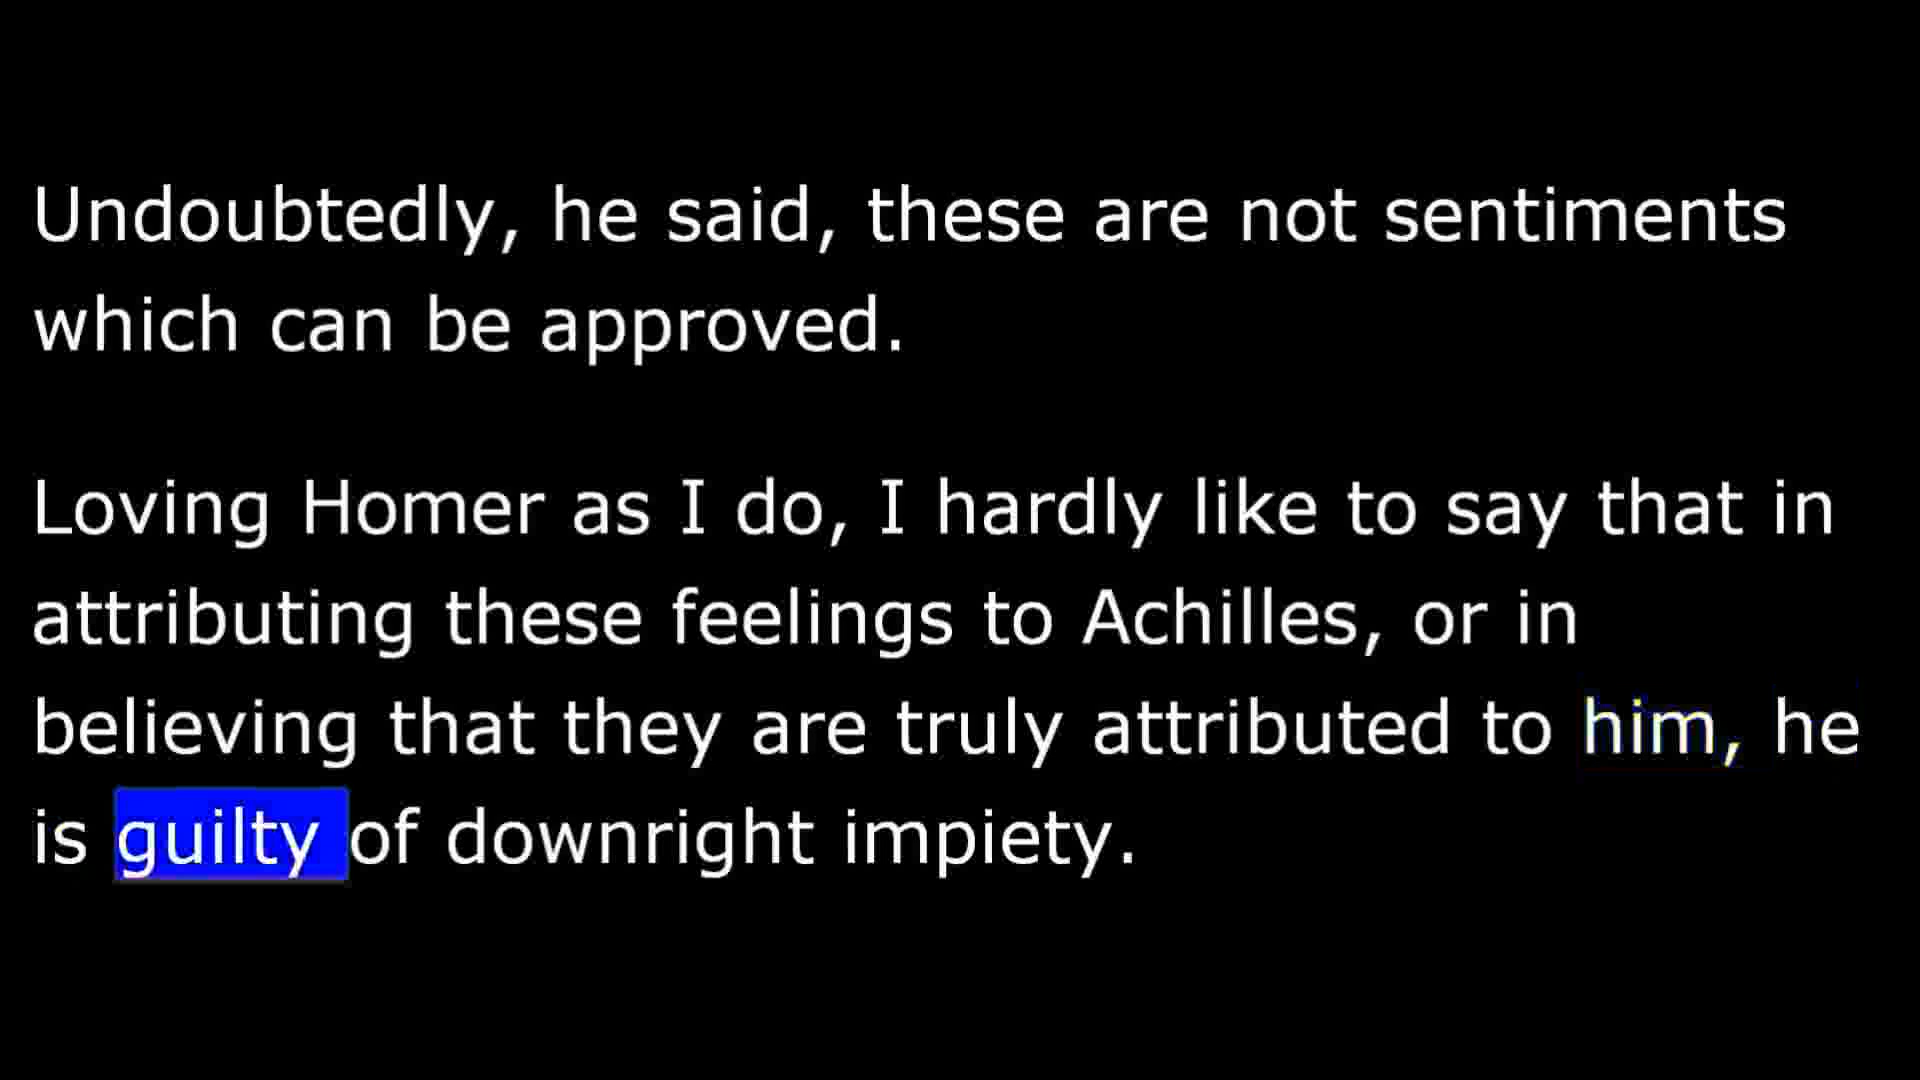 Undoubtedly, he said, these are not sentiments
which can be approved.
Loving Homer as I do, I hardly like to say that in
attributing these feelings to Achilles, or in
believing that they are truly attributed to him, he
is guilty of downright impiety.